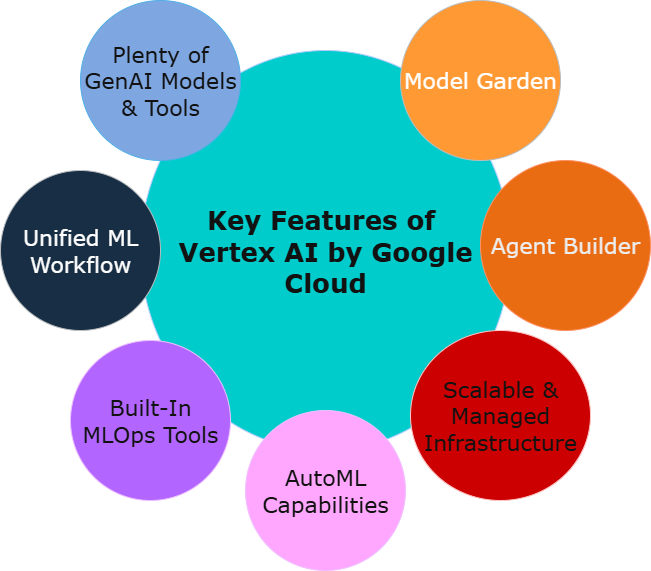 Plenty of
GenAI Models
& Tools
Model Garden
Unified ML
Workflow
Key Features of
Vertex AI by Google
Cloud
Agent Builder
Built-In
MLOps Tools
Scalable &
Managed
Infrastructure
AutoML
Capabilities